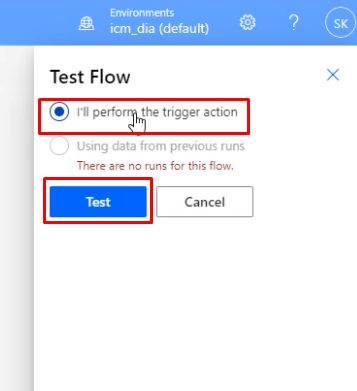 Environments
icm_dia (default)
?
SK
Test Flow
I'll perform the trigger action
Using data from previous runs
There are no runs for this flow.
Test
Cancel